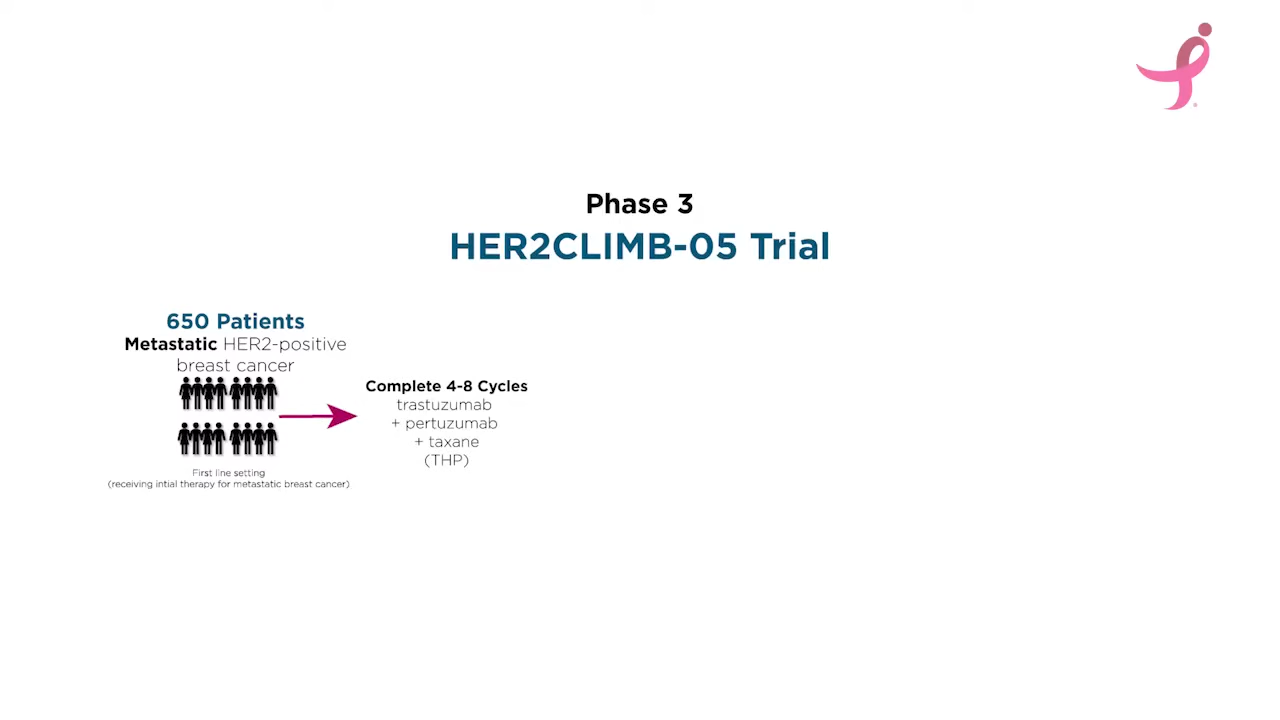 Phase 3
HER2CLIMB-05 Trial
650 Patients
Metastatic HER2-positive
breast cancer
First line setting
(receiving intial therapy for metastatic breast cancer)
Complete 4-8 Cycles
trastuzumab
+ pertuzumab
+ taxane
(THP)